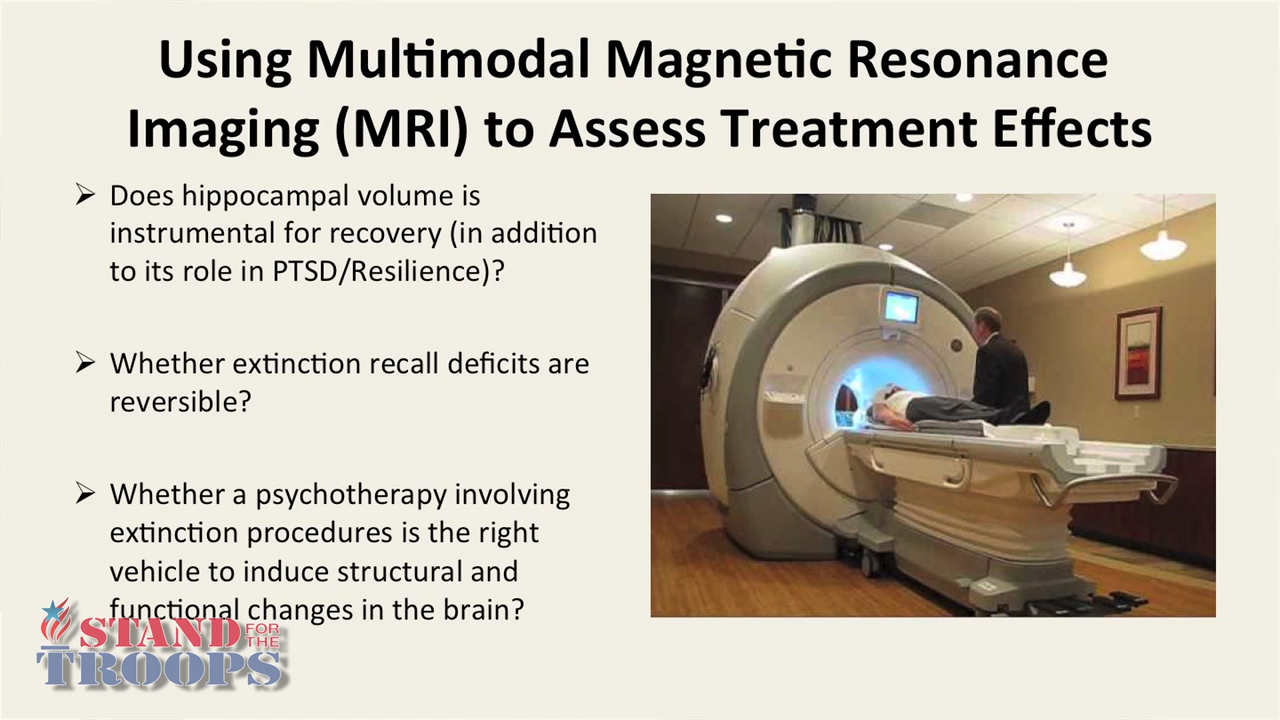 Using Multimodal Magnetic Resonance
Imaging (MRI) to Assess Treatment Effects
➢ Does hippocampal volume is
instrumental for recovery (in addition
to its role in PTSD/Resilience)?
➢ Whether extinction recall deficits are
reversible?
➢ Whether a psychotherapy involving
extinction procedures is the right
vehicle to induce structural and
functional changes in the brain?
STAND FOR THE
TROOPS